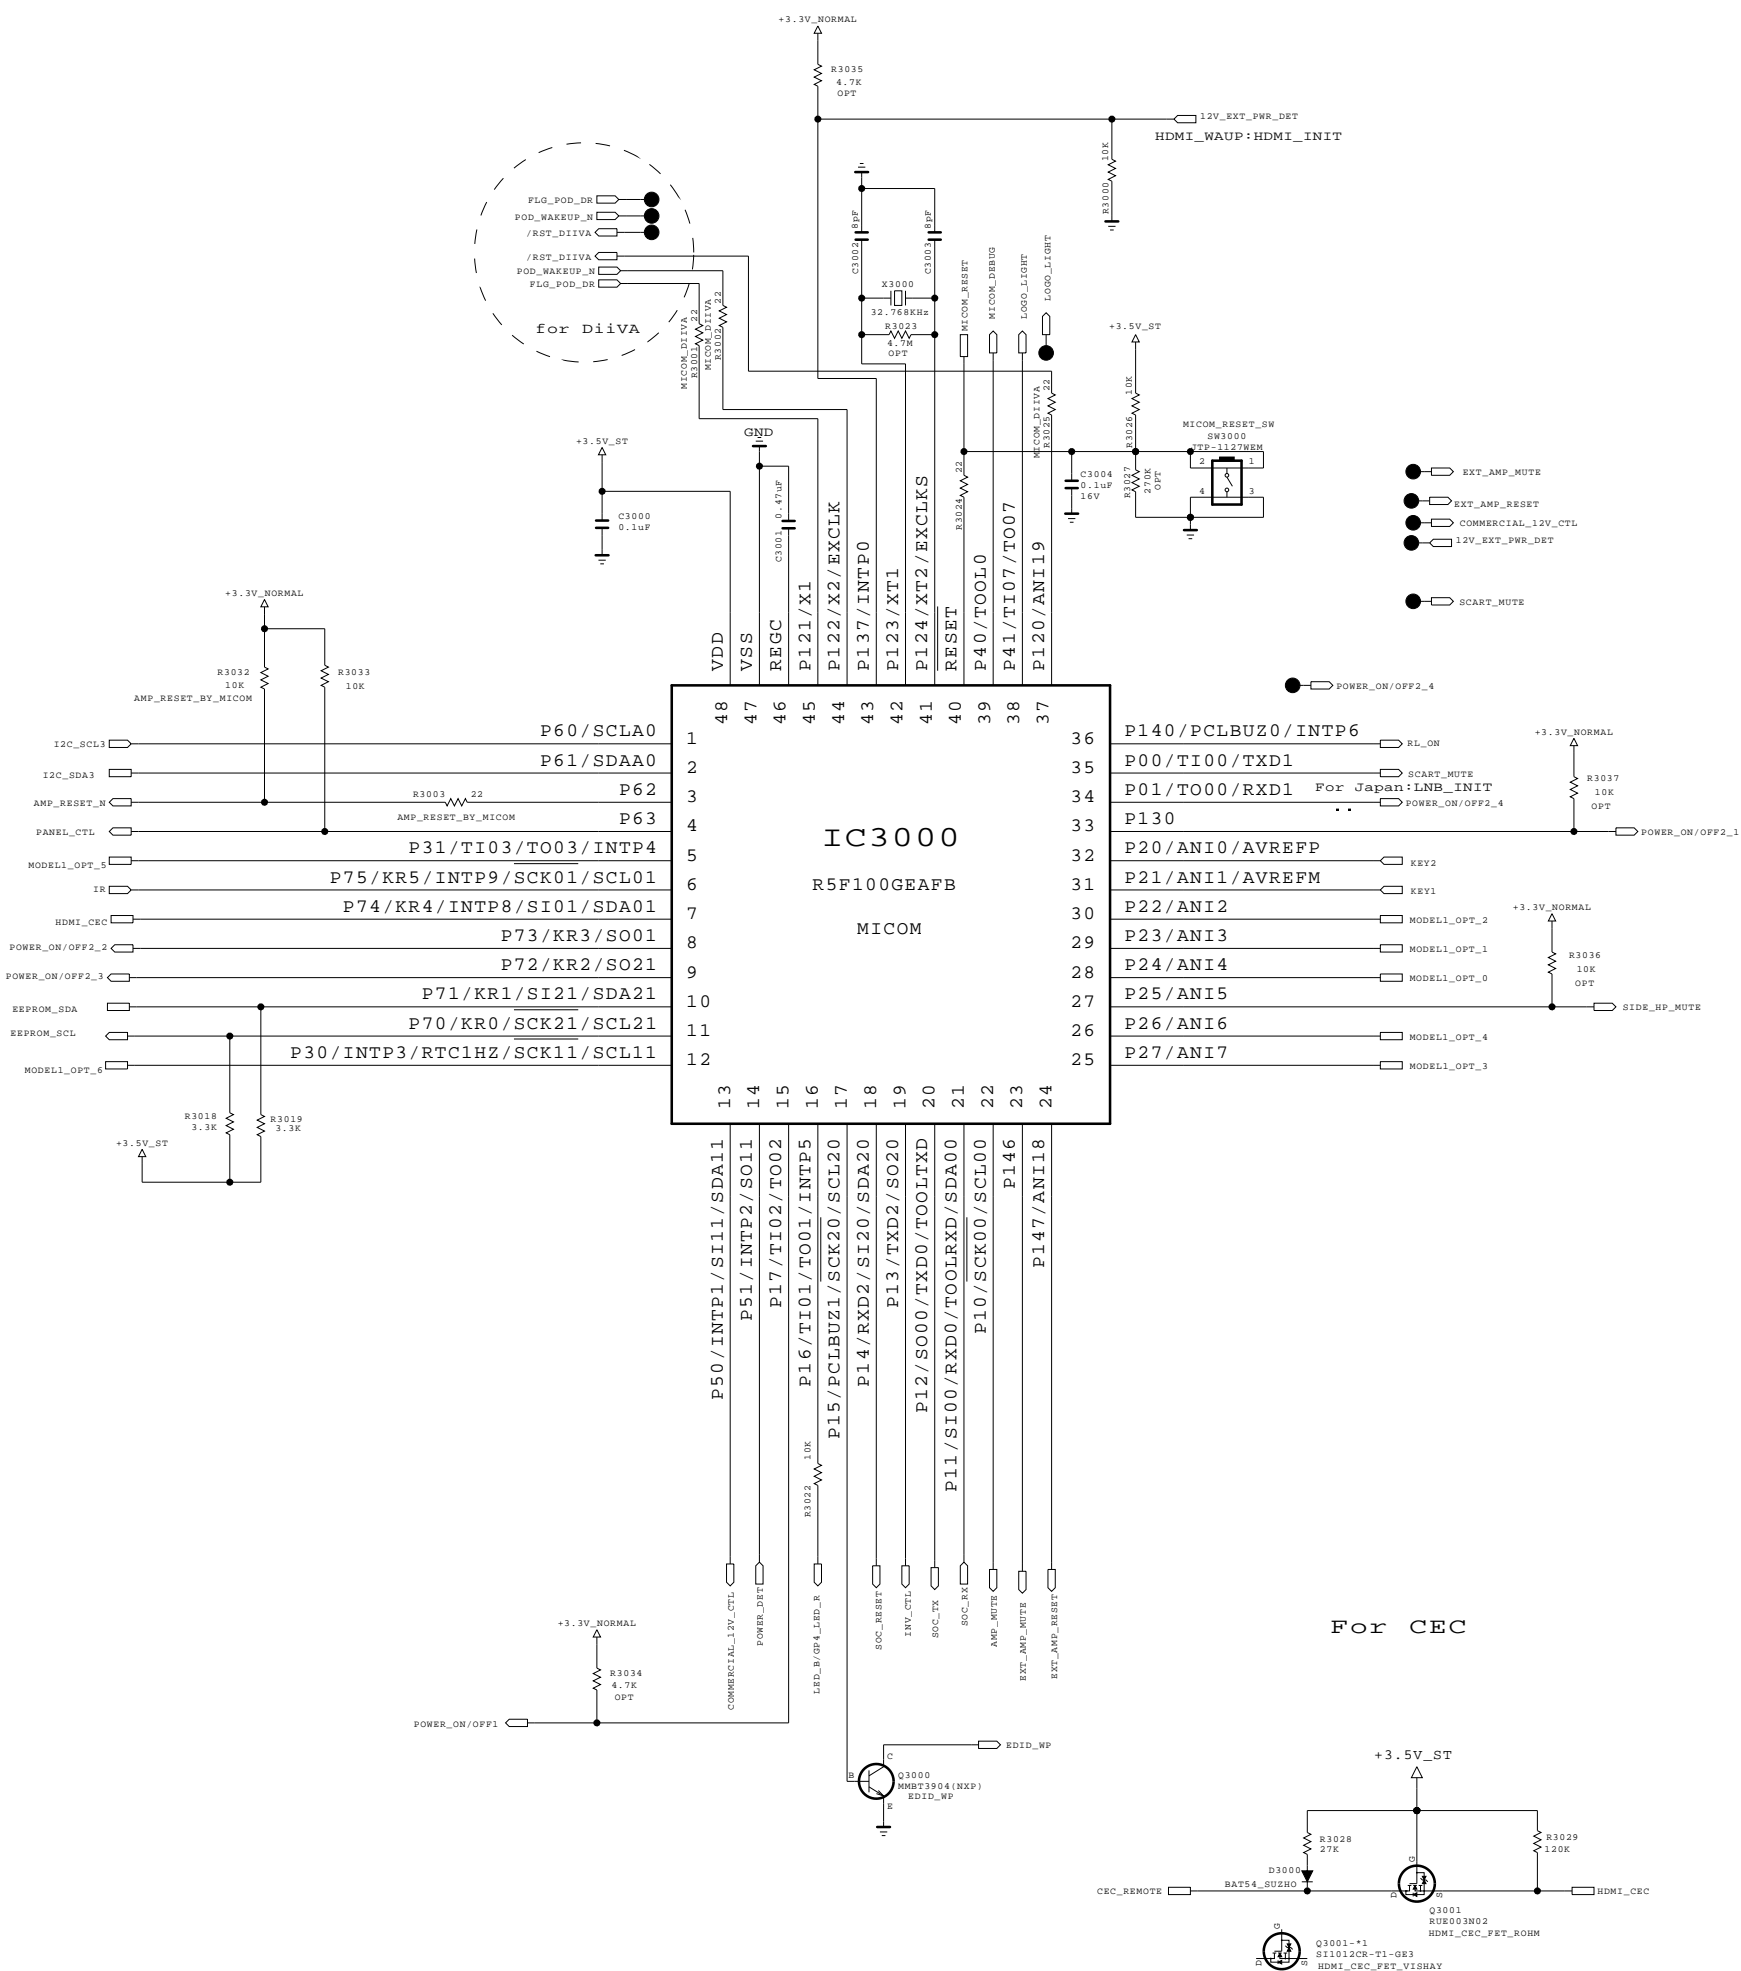 +3.3V_NORMAL
R3035
4.7K
OPT
12V_EXT_PWR_DET
HDMI_WAUP:HDMI_INIT
10K
R3000
FLG_POD_DR
POD_WAKEUP_N
/RST_DIIVA
/RST_DIIVA
POD_WAKEUP_N
FLG_POD_DR
for DiiVA
MICOM_DIIVA
R3001
22
MICOM_DIIVA
R3002
22
C3002
8pF
C3003
8pF
X3000
32.768KHz
R3023
4.7M
OPT
MICOM_RESET
MICOM_DEBUG
LOGO_LIGHT
LOGO_LIGHT
+3.5V_ST
10K
R3026
MICOM_DIIVA
R3025
22
MICOM_RESET_SW
SW3000
JTP-1127WEM
2
1
4
3
R3027
270K
OPT
C3004
0.1uF
16V
R3024
22
GND
+3.5V_ST
C3000
0.1uF
C3001
0.47uF
EXT_AMP_MUTE
EXT_AMP_RESET
COMMERCIAL_12V_CTL
12V_EXT_PWR_DET
SCART_MUTE
POWER_ON/OFF2_4
VDD
VSS
REGC
P121/X1
P122/X2/EXCLK
P137/INTP0
P123/XT1
P124/XT2/EXCLKS
RESET
P40/TOOL0
P41/TI07/TO07
P120/ANI19
48
47
46
45
44
43
42
41
40
39
38
37
+3.3V_NORMAL
R3032
10K
AMP_RESET_BY_MICOM
R3033
10K
I2C_SCL3
P60/SCLA0
1
I2C_SDA3
P61/SDAA0
2
AMP_RESET_N
R3003
22
AMP_RESET_BY_MICOM
P62
3
PANEL_CTL
P63
4
MODEL1_OPT_5
P31/TI03/TO03/INTP4
5
IR
P75/KR5/INTP9/SCK01/SCL01
6
HDMI_CEC
P74/KR4/INTP8/SI01/SDA01
7
POWER_ON/OFF2_2
P73/KR3/SO01
8
POWER_ON/OFF2_3
P72/KR2/SO21
9
EEPROM_SDA
P71/KR1/SI21/SDA21
10
EEPROM_SCL
P70/KR0/SCK21/SCL21
11
MODEL1_OPT_6
P30/INTP3/RTC1HZ/SCK11/SCL11
12
R3018
3.3K
R3019
3.3K
+3.5V_ST
IC3000
R5F100GEAFB
MICOM
36
P140/PCLBUZ0/INTP6
RL_ON
35
P00/TI00/TXD1
SCART_MUTE
34
P01/TO00/RXD1
For Japan:LNB_INIT
POWER_ON/OFF2_4
33
P130
POWER_ON/OFF2_1
+3.3V_NORMAL
R3037
10K
OPT
32
P20/ANI0/AVREFP
KEY2
31
P21/ANI1/AVREFM
KEY1
30
P22/ANI2
MODEL1_OPT_2
29
P23/ANI3
MODEL1_OPT_1
28
P24/ANI4
MODEL1_OPT_0
27
P25/ANI5
SIDE_HP_MUTE
+3.3V_NORMAL
R3036
10K
OPT
26
P26/ANI6
MODEL1_OPT_4
25
P27/ANI7
MODEL1_OPT_3
13
14
15
16
17
18
19
20
21
22
23
24
P50/INTP1/SI11/SDA11
P51/INTP2/SO11
P17/TI02/TO02
P16/TI01/TO01/INTP5
P15/PCLBUZ1/SCK20/SCL20
P14/RXD2/SI20/SDA20
P13/TXD2/SO20
P12/SO00/TXD0/TOOLTXD
P11/SI00/RXD0/TOOLRXD/SDA00
P10/SCK00/SCL00
P146
P147/ANI18
10K
R3022
COMMERCIAL_12V_CTL
POWER_DET
LED_B/GP4_LED_R
SOC_RESET
INV_CTL
SOC_TX
SOC_RX
AMP_MUTE
EXT_AMP_MUTE
EXT_AMP_RESET
+3.3V_NORMAL
R3034
4.7K
OPT
POWER_ON/OFF1
EDID_WP
C
B
E
Q3000
MMBT3904(NXP)
EDID_WP
For CEC
+3.5V_ST
R3028
27K
D3000
BAT54_SUZHO
R3029
120K
CEC_REMOTE
HDMI_CEC
G
D
S
Q3001
RUE003N02
HDMI_CEC_FET_ROHM
G
D
S
Q3001-*1
SI1012CR-T1-GE3
HDMI_CEC_FET_VISHAY